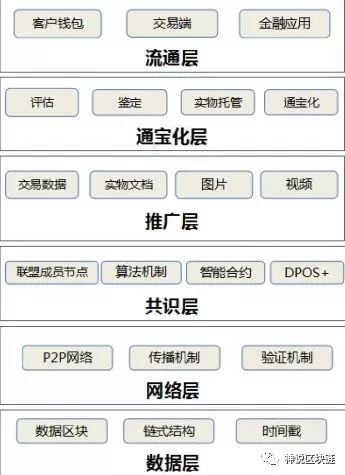 客户钱包 交易端 金融应用
流通层
评估 鉴定 实物托管 通宝化
通宝化层
交易数据 实物文档 图片 视频
推广层
联盟成员节点 算法机制 智能合约 DPOS+
共识层
P2P网络 传播机制 验证机制
网络层
数据区块 链式结构 时间戳
数据层
神说区块链